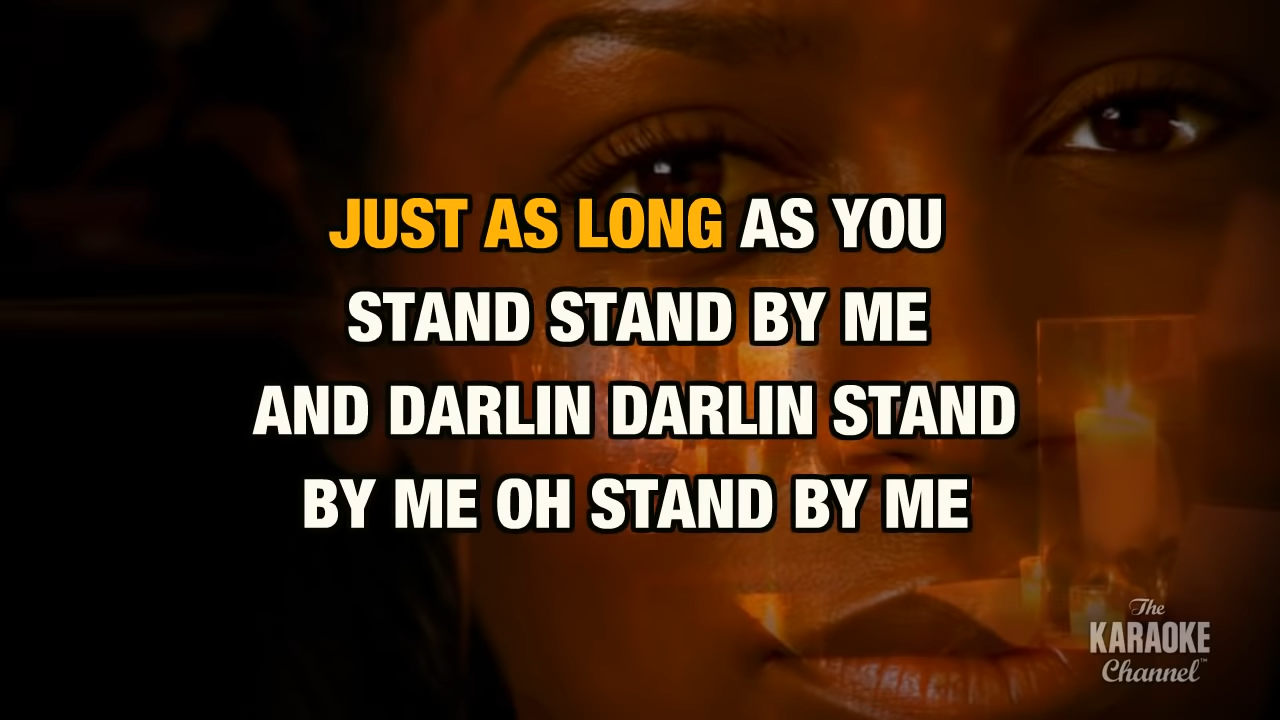 JUST AS LONG AS YOU
STAND STAND BY ME
AND DARLIN DARLIN STAND
BY ME OH STAND BY ME
The
KARAOKE
Channel™